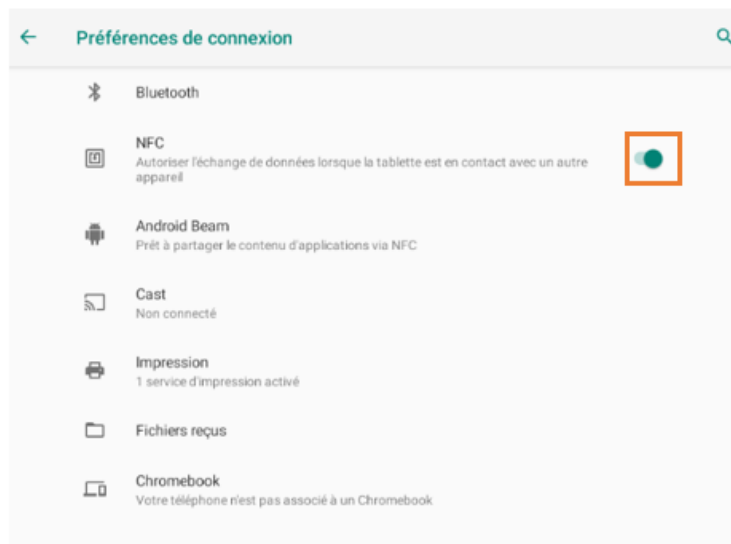 Préférences de connexion
Bluetooth
NFC
Autoriser l'échange de données lorsque la tablette est en contact avec un autre
appareil
Android Beam
Prêt à partager le contenu d'applications via NFC
Cast
Non connecté
Impression
1 service d'impression activé
Fichiers reçus
Chromebook
Votre téléphone n'est pas associé à un Chromebook